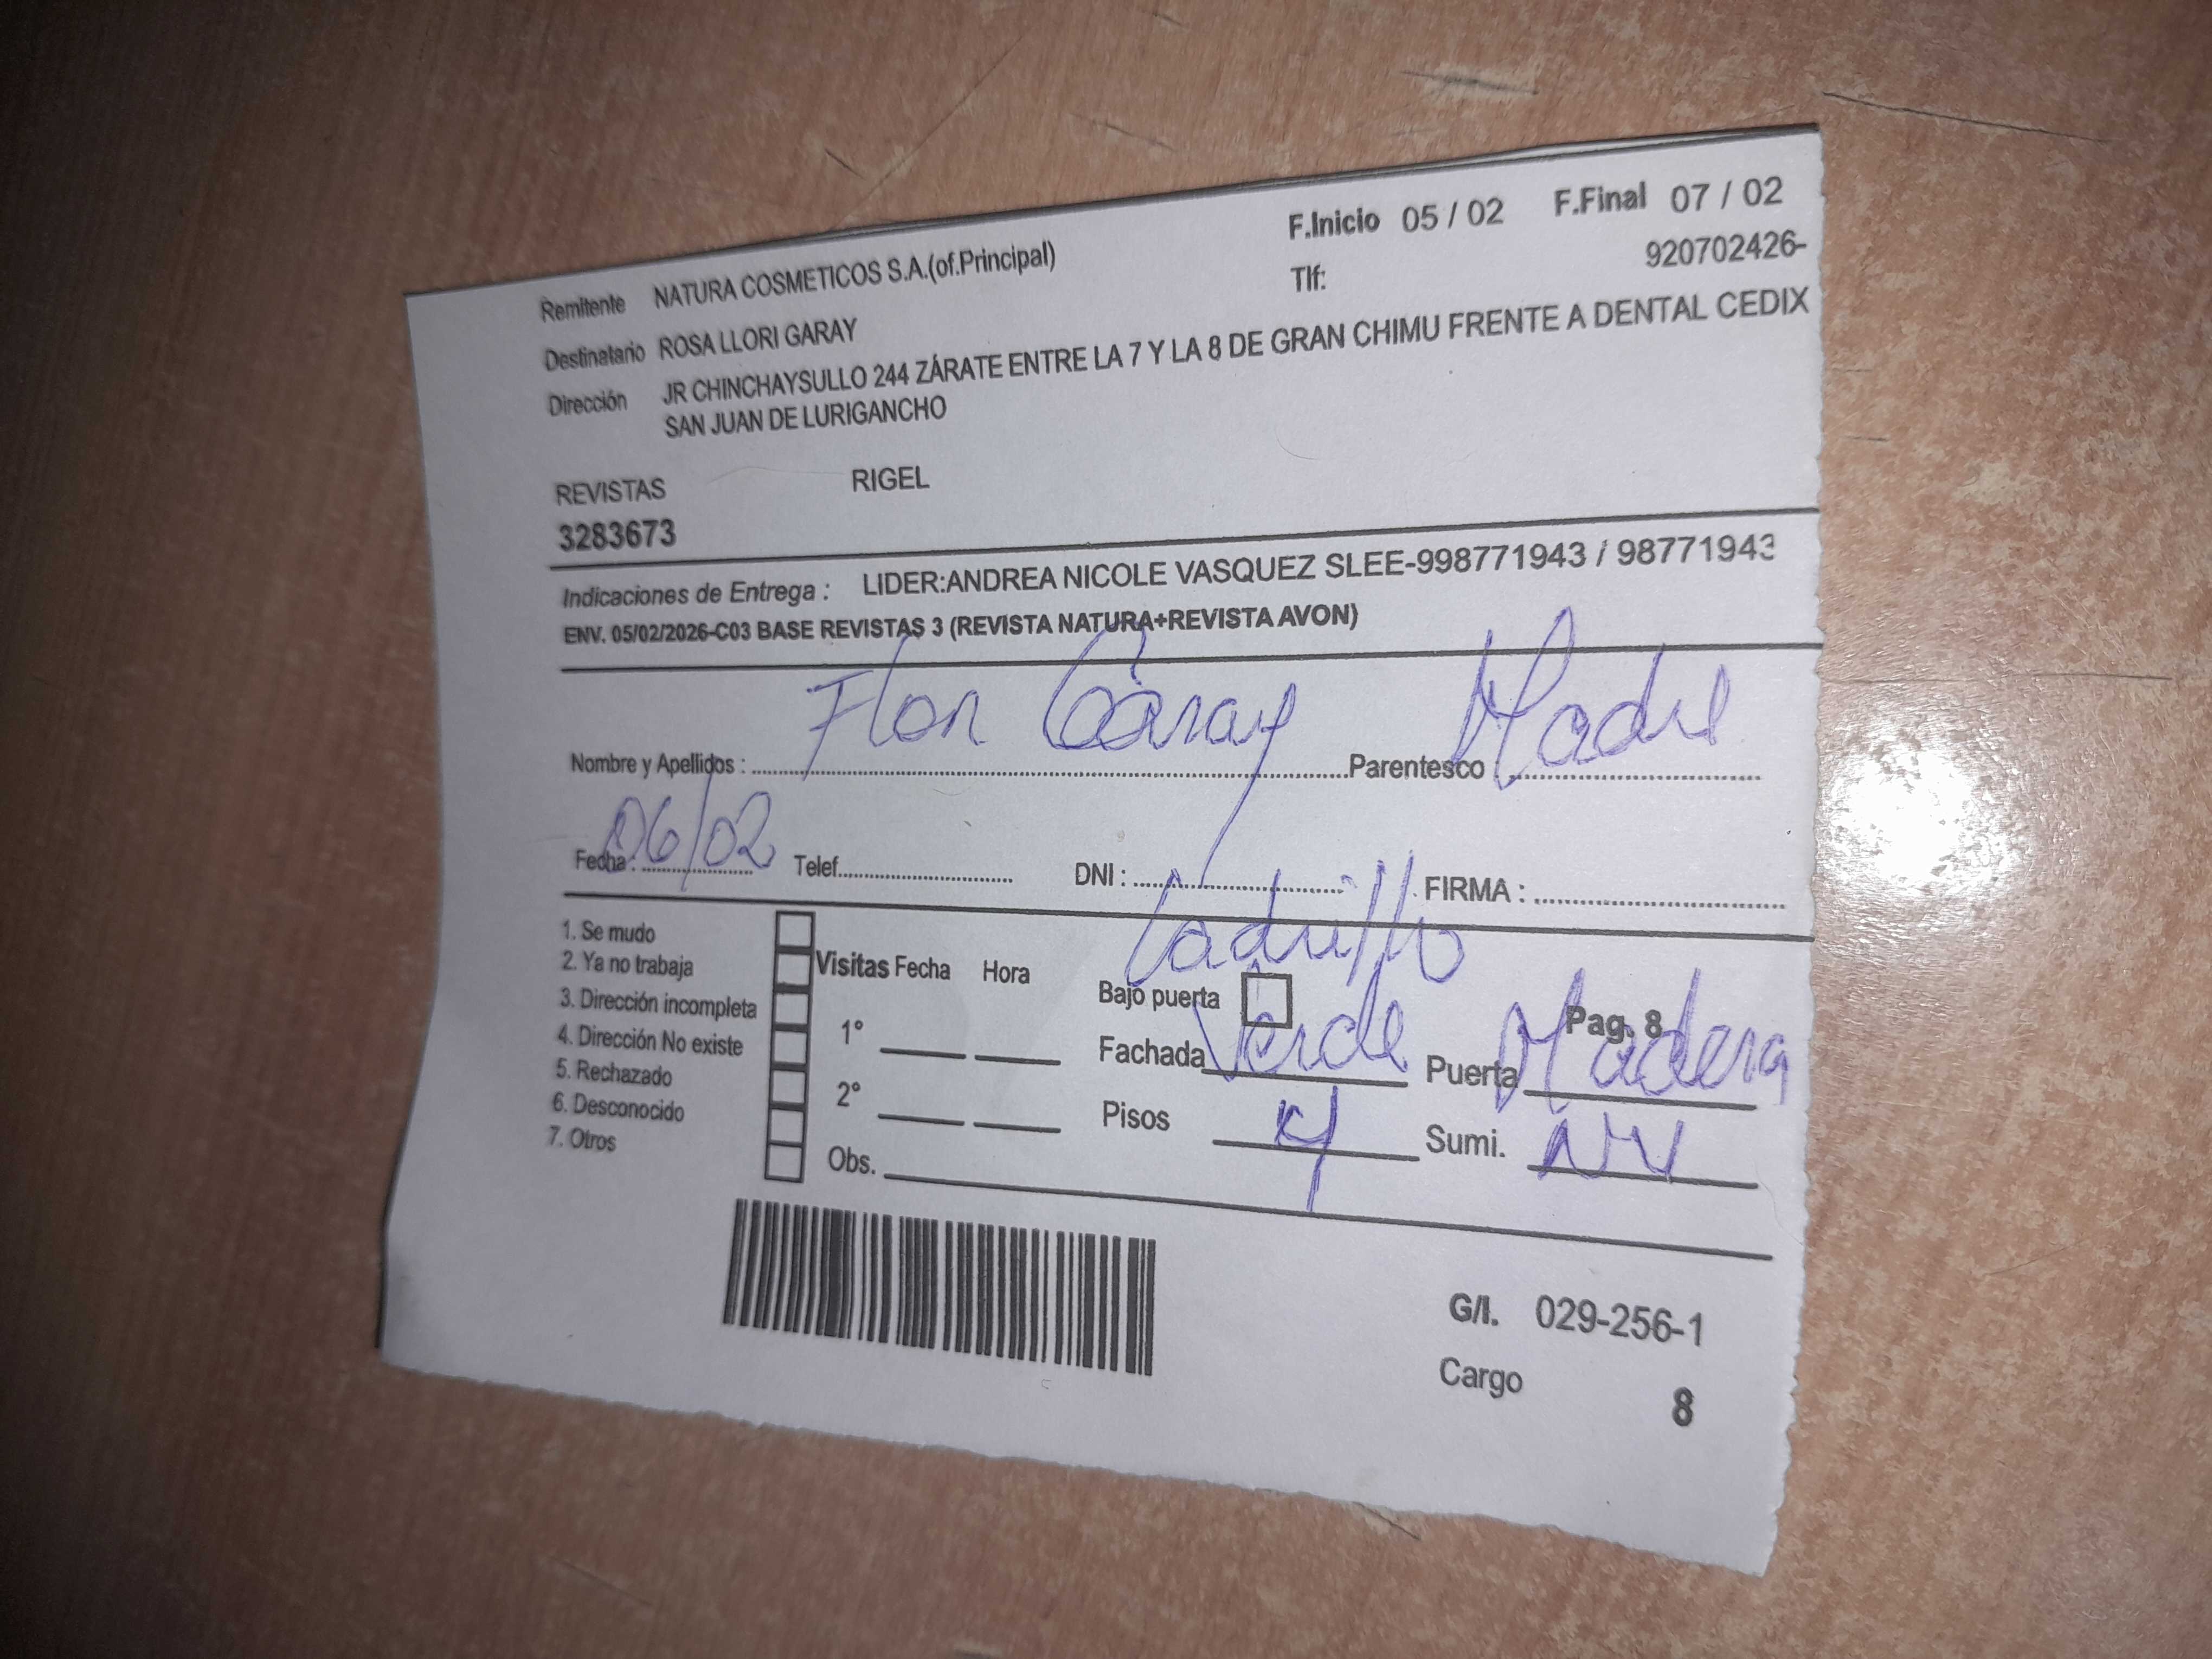 F.Inicio 05 / 02 F.Final 07 / 02
Remitente NATURA COSMETICOS S.A.(of.Principal) Tlf: 920702426-
Destinatario ROSA LLORI GARAY
Dirección JR CHINCHAYSULLO 244 ZÁRATE ENTRE LA 7 Y LA 8 DE GRAN CHIMU FRENTE A DENTAL CEDIX
SAN JUAN DE LURIGANCHO
REVISTAS RIGEL
3283673
Indicaciones de Entrega : LIDER:ANDREA NICOLE VASQUEZ SLEE-998771943 / 98771943
ENV. 05/02/2026-C03 BASE REVISTAS 3 (REVISTA NATURA+REVISTA AVON)
Nombre y Apellidos : Flor Garay Parentesco Madre
Fecha : 06/02 Telef. DNI : FIRMA :
Ladrillo
1. Se mudo
2. Ya no trabaja
3. Dirección incompleta
4. Dirección No existe
5. Rechazado
6. Desconocido
7. Otros
Visitas Fecha Hora
1°
2°
Obs.
Bajo puerta Pag. 8
Fachada Verde Puerta Madera
Pisos 4 Sumi. NV
G/I. 029-256-1
Cargo 8